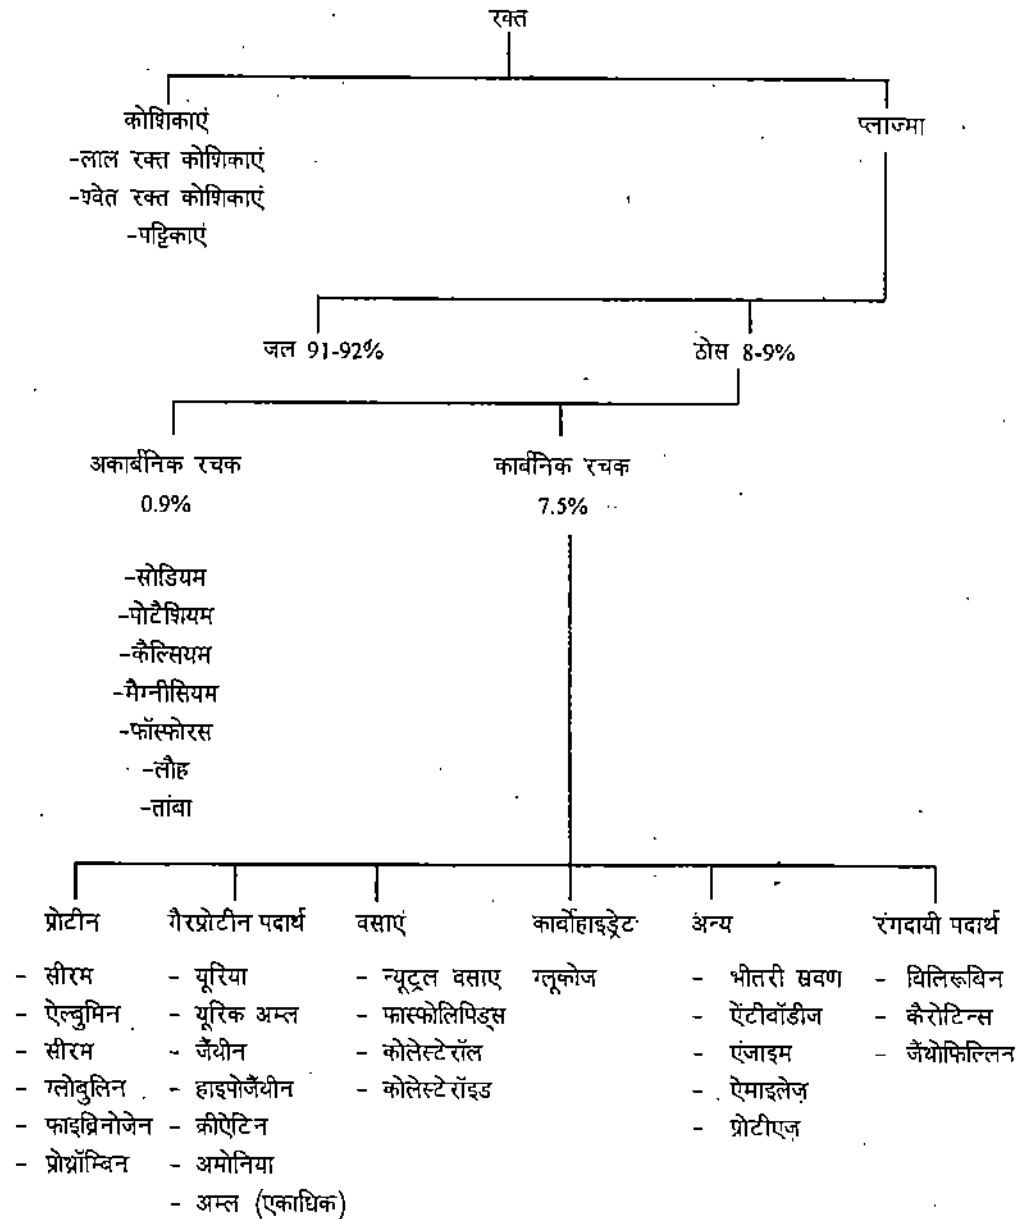 रक्त
कोशिकाएं
-लाल रक्त कोशिकाएं
-श्वेत रक्त कोशिकाएं
-पट्टिकाएं
प्लाज्मा
जल 91-92%
ठोस 8-9%
अकार्बनिक रचक
0.9%
कार्बनिक रचक
7.5%
-सोडियम
-पोटैशियम
-कैल्सियम
-मैग्नीसियम
-फॉस्फोरस
-लौह
-तांबा
प्रोटीन
- सीरम
- ऐल्बुमिन
- सीरम
- ग्लोबुलिन
- फाइब्रिनोजेन
- प्रोथ्रॉम्बिन
गैरप्रोटीन पदार्थ
- यूरिया
- यूरिक अम्ल
- जैंथीन
- हाइपोजैंथीन
- क्रीऐटिन
- अमोनिया
- अम्ल (एकाधिक)
वसाएं
- न्यूट्रल वसाए
- फास्फोलिपिड्स
- कोलेस्टेरॉल
- कोलेस्टेरॉइड
कार्बोहाइड्रेट
ग्लूकोज
अन्य
- भीतरी स्रवण
- ऐंटीबॉडीज
- एंजाइम
- ऐमाइलेज़
- प्रोटीएज़
रंगदायी पदार्थ
- बिलिरूबिन
- कैरोटिन्स
- जैंथोफिल्लिन